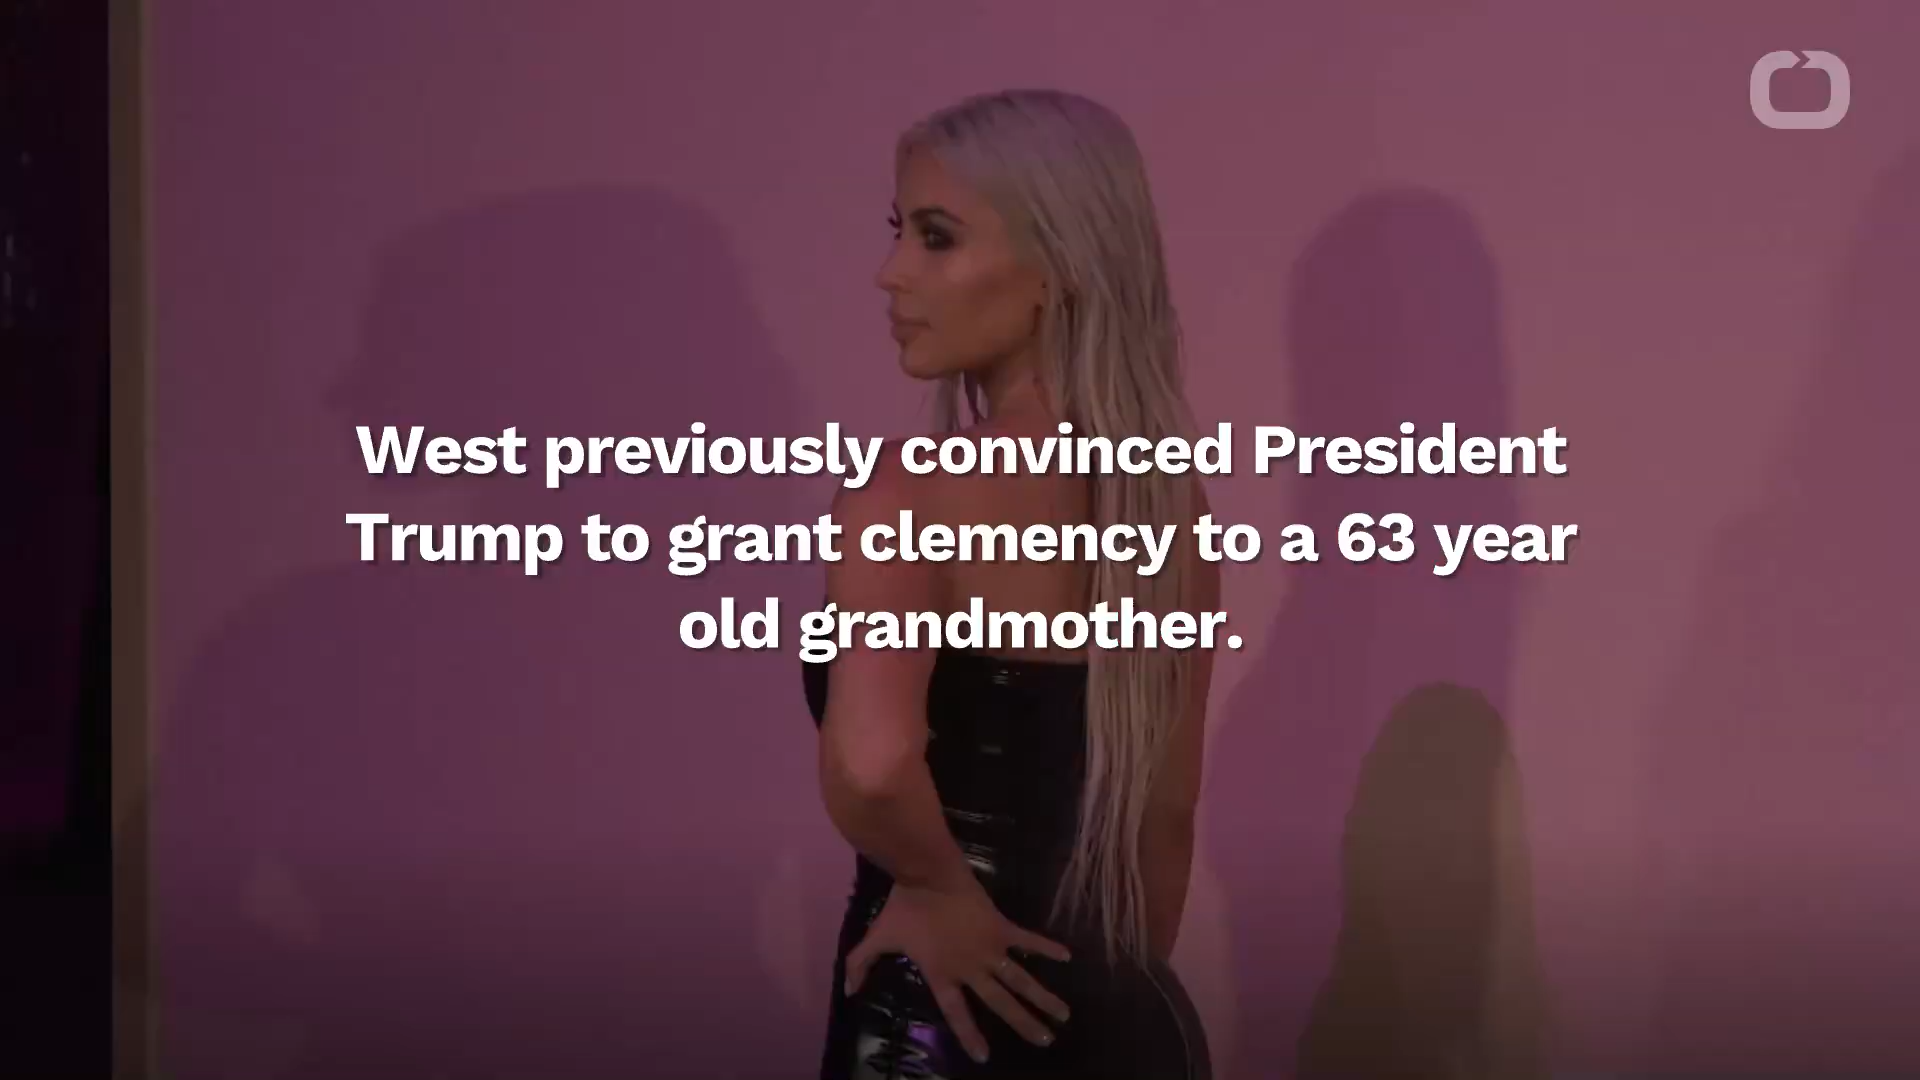 West previously convinced President
Trump to grant clemency to a 63 year
old grandmother.